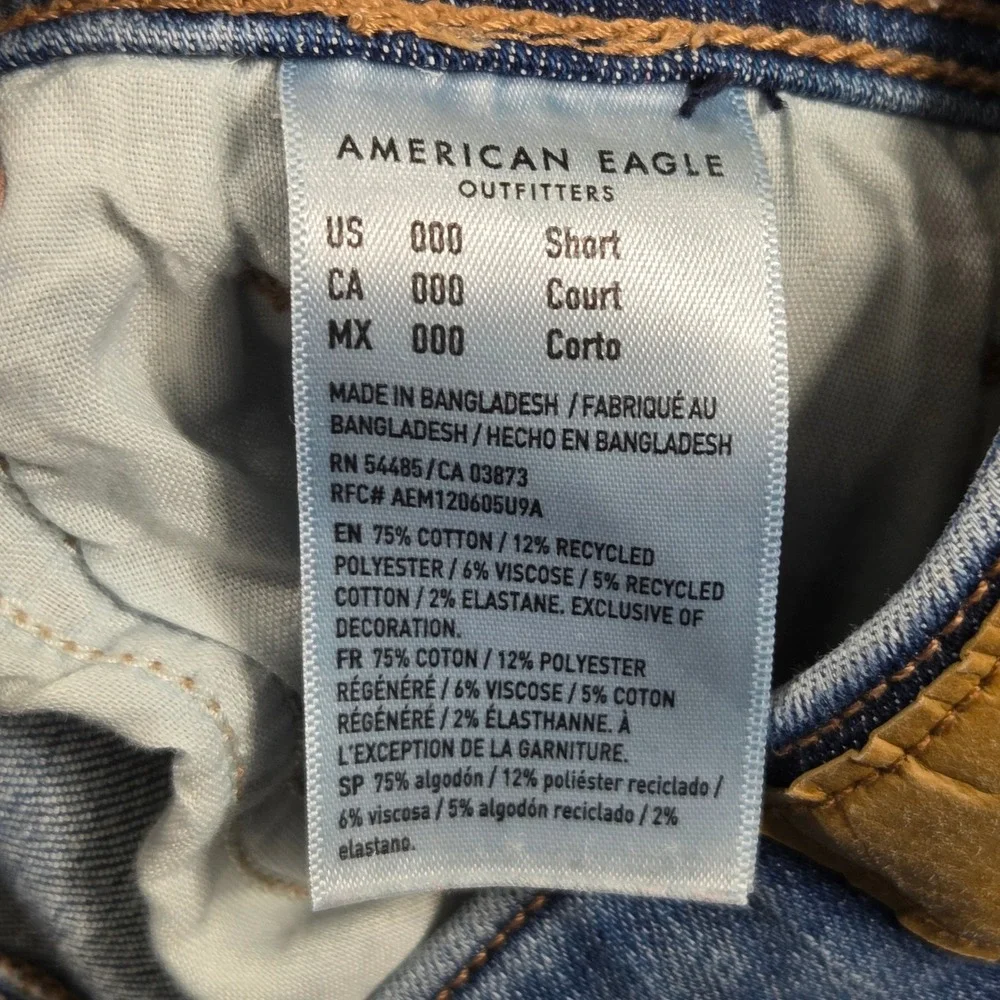 AMERICAN EAGLE
OUTFITTERS
US 000 Short
CA 000 Court
MX 000 Corto
MADE IN BANGLADESH / FABRIQUÉ AU
BANGLADESH / HECHO EN BANGLADESH
RN 54485/CA 03873
RFC# AEM120605U9A
EN 75% COTTON / 12% RECYCLED
POLYESTER / 6% VISCOSE / 5% RECYCLED
COTTON / 2% ELASTANE. EXCLUSIVE OF
DECORATION.
FR 75% COTON / 12% POLYESTER
RÉGÉNÉRÉ / 6% VISCOSE / 5% COTON
RÉGÉNÉRÉ / 2% ÉLASTHANNE. À
L'EXCEPTION DE LA GARNITURE.
SP 75% algodón / 12% poliéster reciclado /
6% viscosa / 5% algodón reciclado / 2%
elastano.